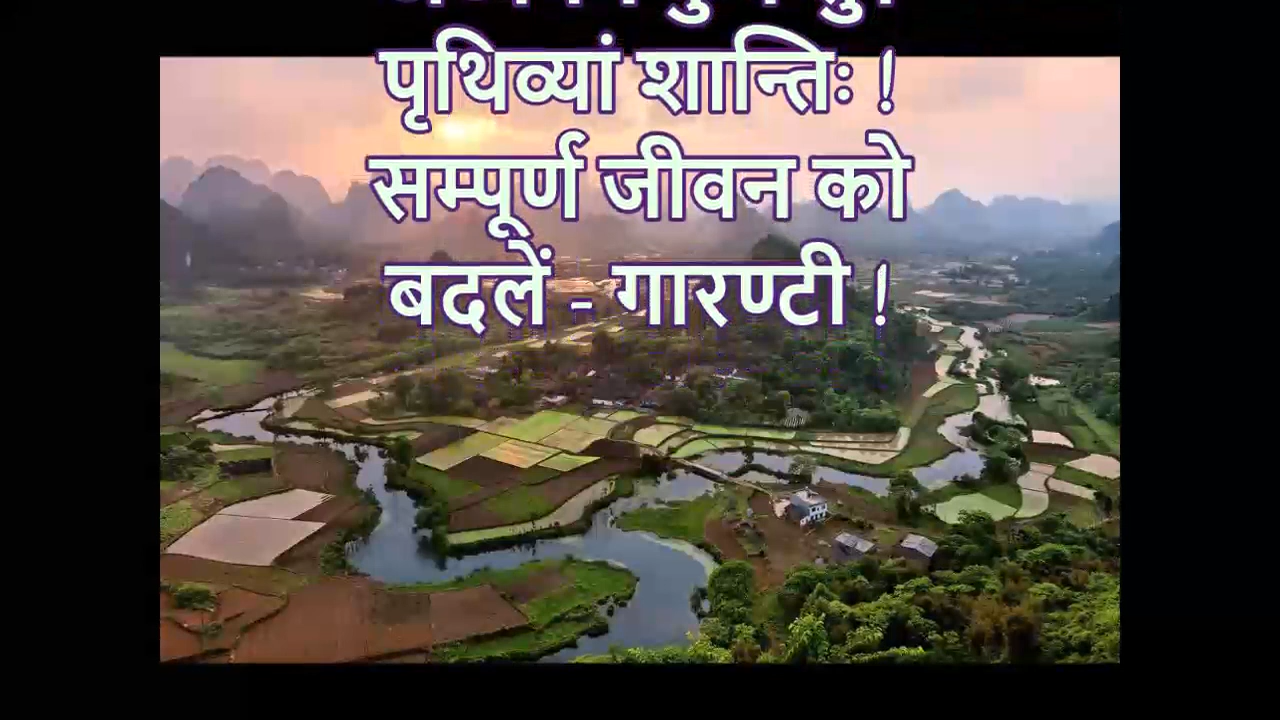 पृथिव्यां शान्तिः !
सम्पूर्ण जीवन को
बदलें - गारण्टी !